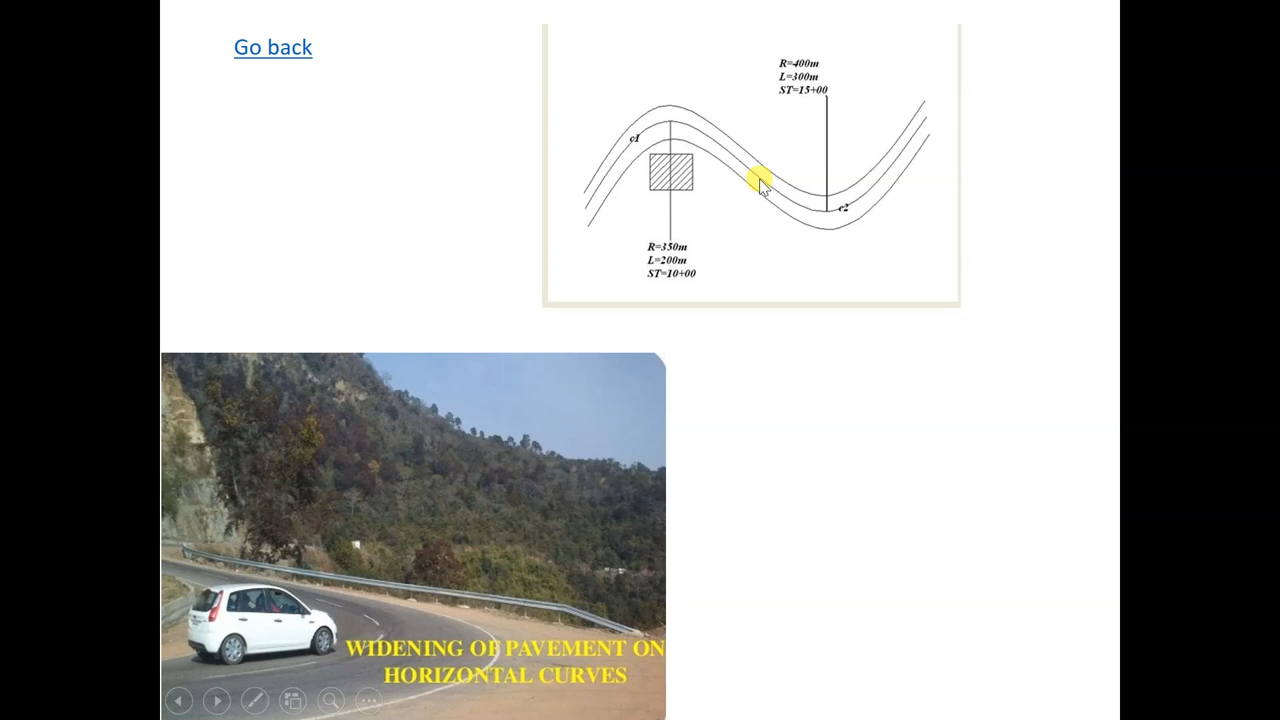 Go back
R=400m
L=300m
ST=15+00
c1
c2
R=350m
L=200m
ST=10+00
WIDENING OF PAVEMENT ON
HORIZONTAL CURVES